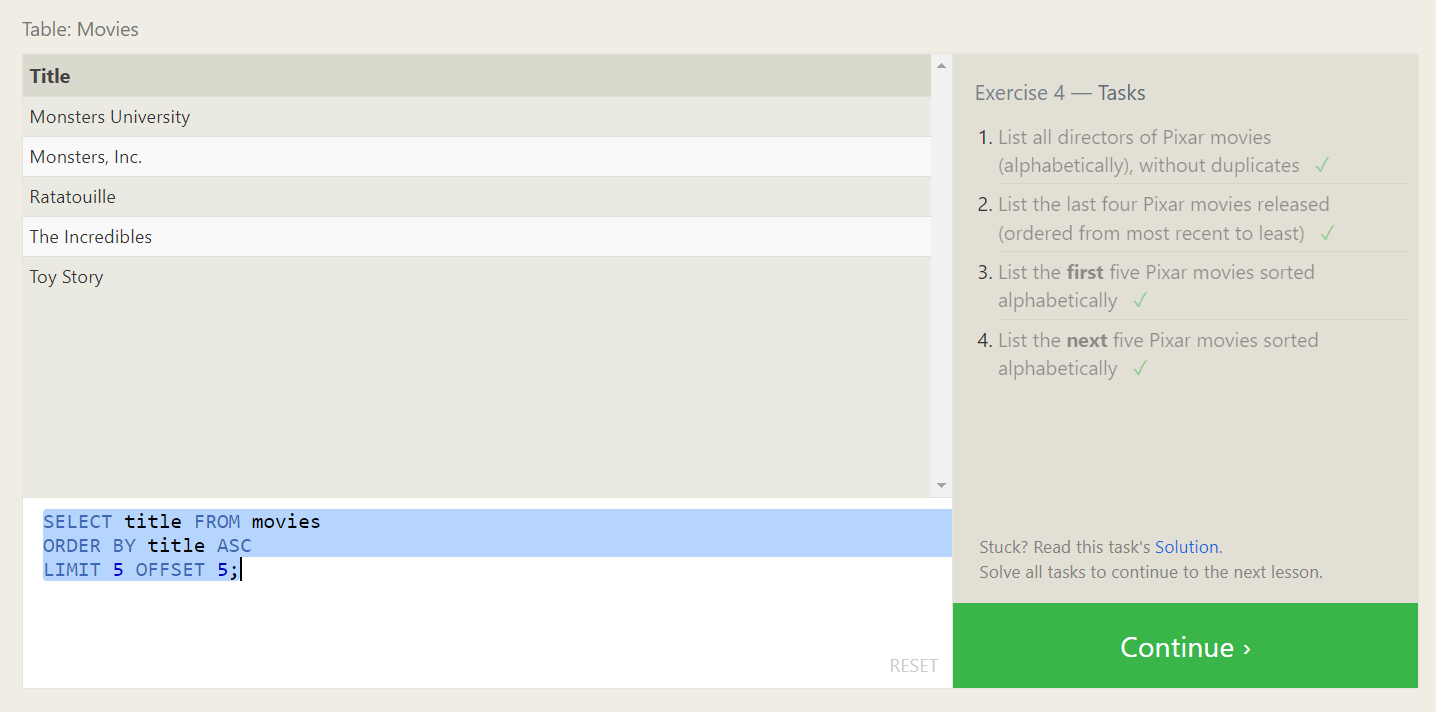 Table: Movies
Title
Monsters University
Monsters, Inc.
Ratatouille
The Incredibles
Toy Story
SELECT title FROM movies
ORDER BY title ASC
LIMIT 5 OFFSET 5;
RESET
Exercise 4 — Tasks
1. List all directors of Pixar movies
(alphabetically), without duplicates ✓
2. List the last four Pixar movies released
(ordered from most recent to least) ✓
3. List the first five Pixar movies sorted
alphabetically ✓
4. List the next five Pixar movies sorted
alphabetically ✓
Stuck? Read this task's Solution.
Solve all tasks to continue to the next lesson.
Continue ›